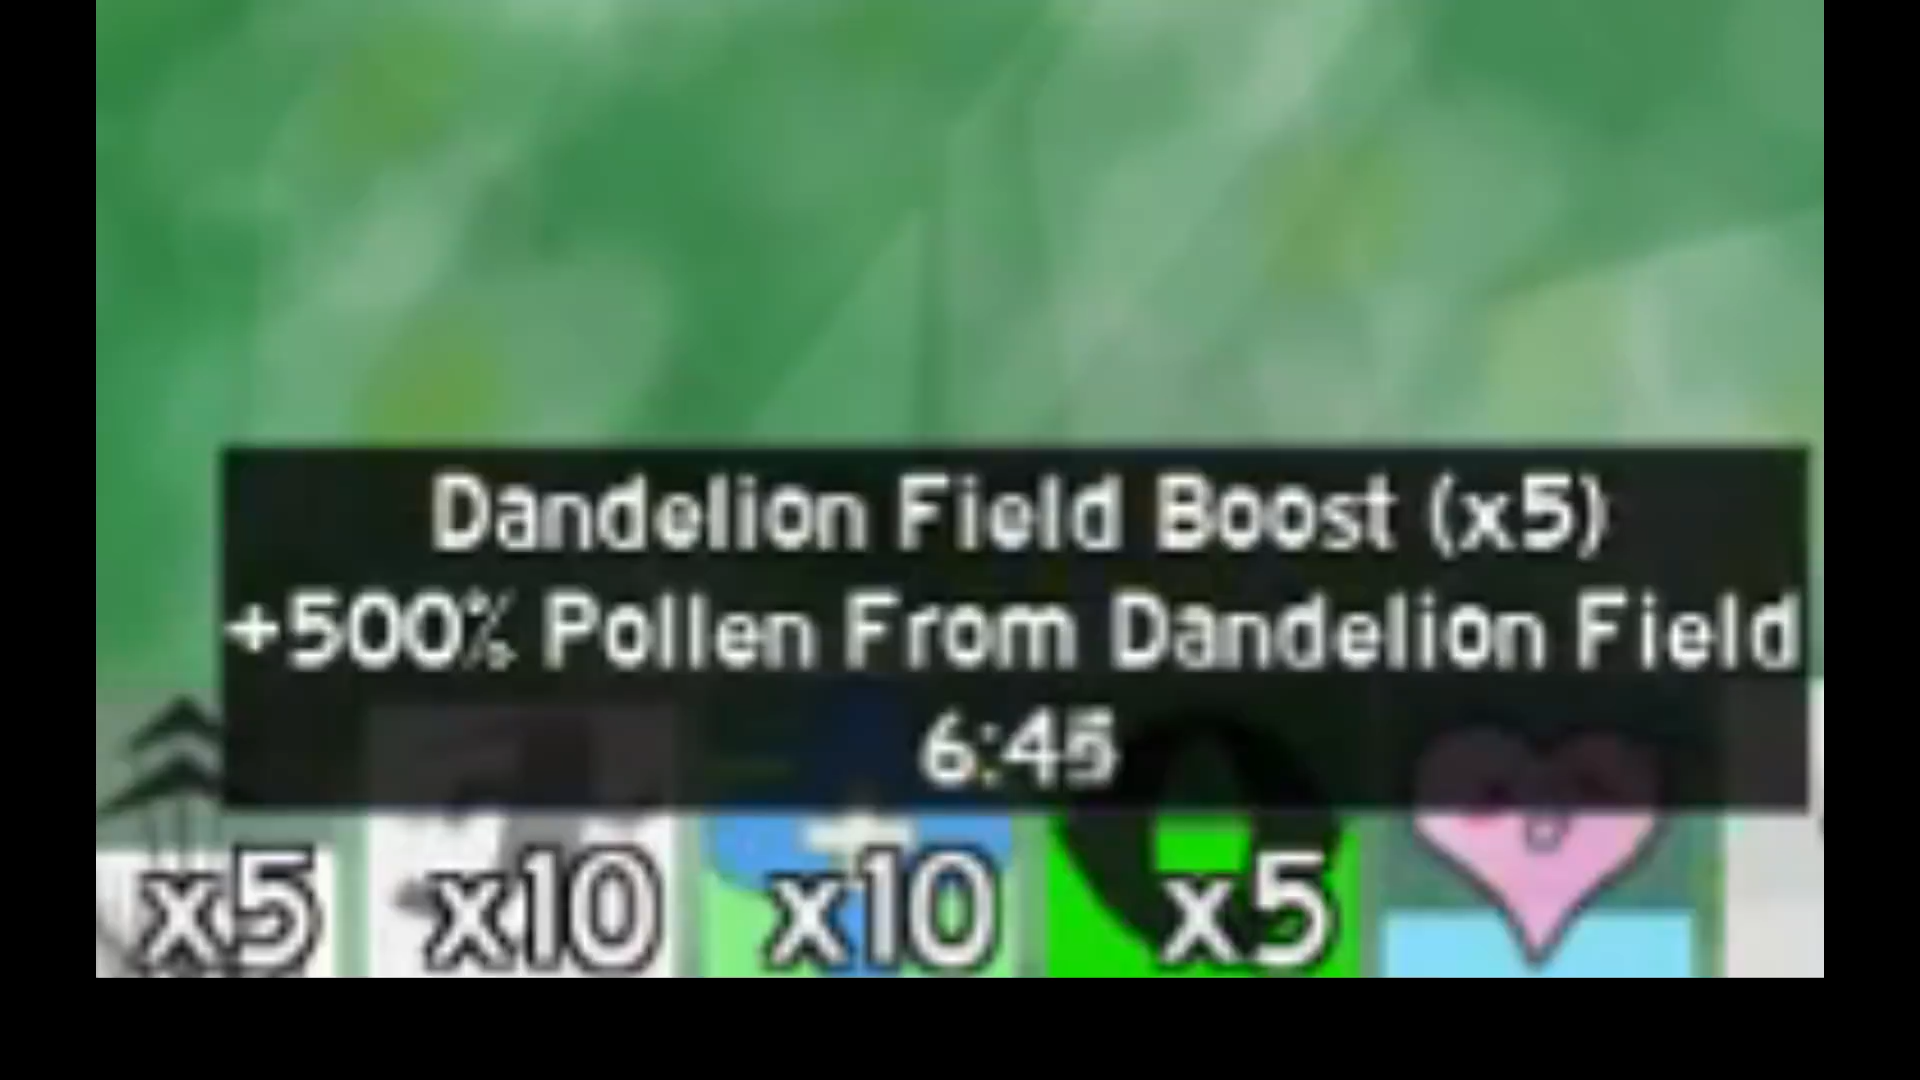 Dandelion Field Boost (x5)
+500% Pollen From Dandelion Field
6:45
x5 x10 x10 x5